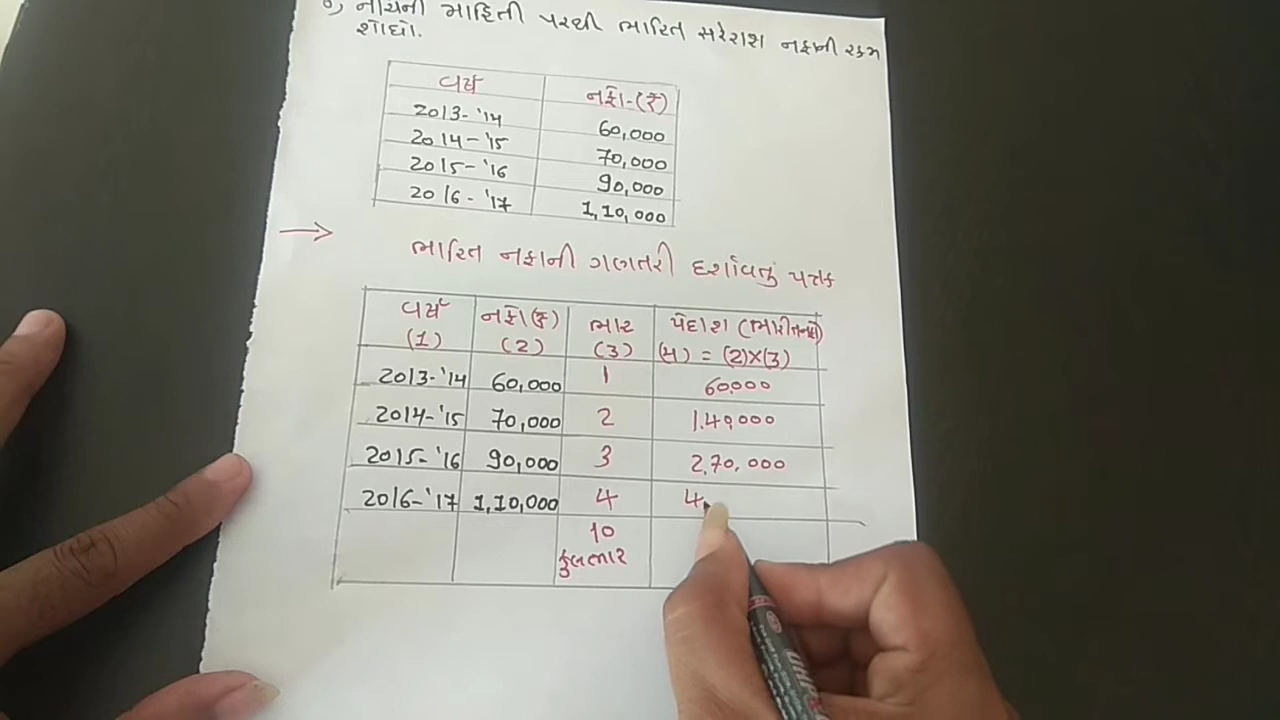 નીચેની માહિતી પરથી ભારિત સરેરાશ નફાની રકમ
શોધો.
વર્ષ નફો-(₹)
2013-'14 60,000
2014-'15 70,000
2015-'16 90,000
2016-'17 1,10,000
ભારિત નફાની ગણતરી દર્શાવતું પત્રક
વર્ષ નફો(₹) ભાર પેદાશ (ભારીતનફો)
(1) (2) (3) (4) = (2)X(3)
2013-'14 60,000 1 60,000
2014-'15 70,000 2 1,40,000
2015-'16 90,000 3 2,70,000
2016-'17 1,10,000 4 4,
10
કુલભાર